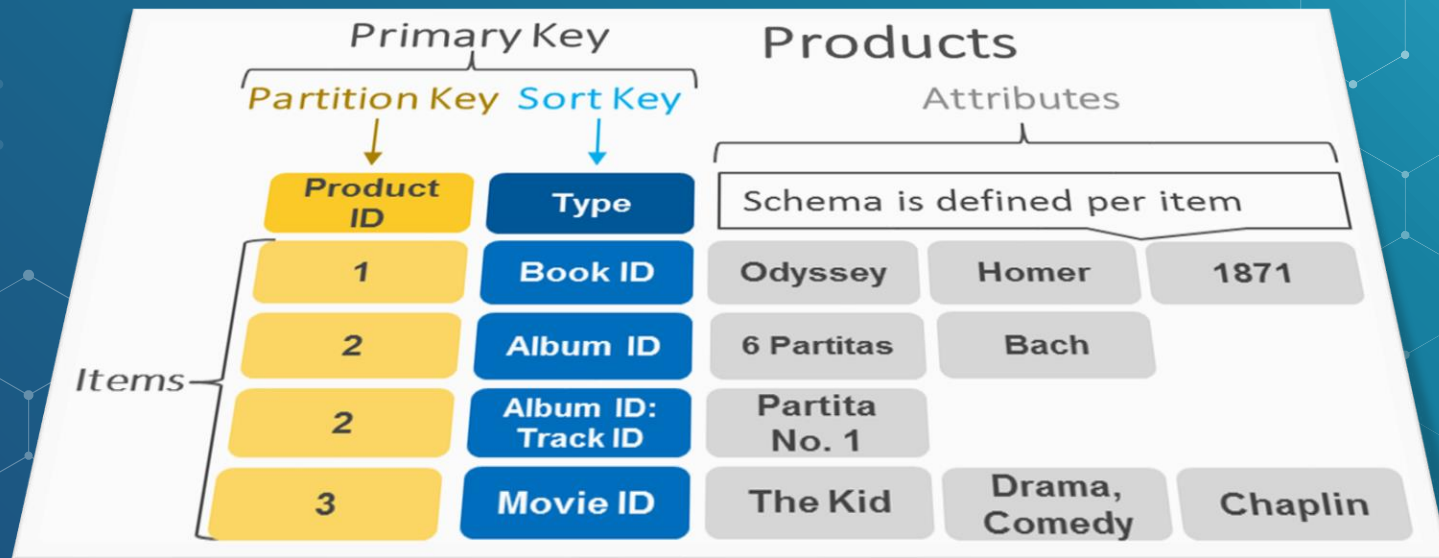 Primary Key
Products
Partition Key Sort Key
Attributes
Product
ID
Type
Schema is defined per item
Items
1
Book ID
Odyssey
Homer
1871
2
Album ID
6 Partitas
Bach
2
Album ID:
Track ID
Partita
No. 1
3
Movie ID
The Kid
Drama,
Comedy
Chaplin